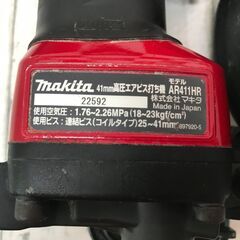 makita 41mm高圧エアビス打ち機 モデル AR411HR
22592
株式会社マキタ
Made in Japan
使用空気圧：1.76~2.26MPa(18~23kgf/cm²)
使用ビス：連結ビス(コイルタイプ)25~41mm
897920-5